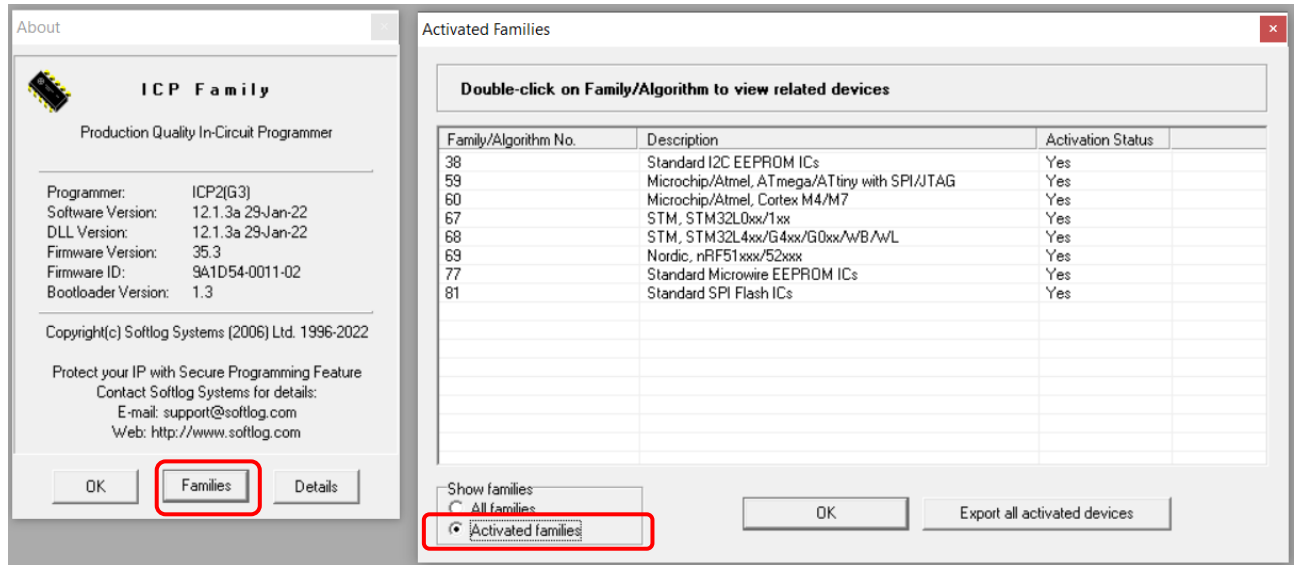 About
ICP Family
Production Quality In-Circuit Programmer
Programmer: ICP2(G3)
Software Version: 12.1.3a 29-Jan-22
DLL Version: 12.1.3a 29-Jan-22
Firmware Version: 35.3
Firmware ID: 9A1D54-0011-02
Bootloader Version: 1.3
Copyright(c) Softlog Systems (2006) Ltd. 1996-2022
Protect your IP with Secure Programming Feature
Contact Softlog Systems for details:
E-mail: support@softlog.com
Web: http://www.softlog.com
OK Families Details
Activated Families
Double-click on Family/Algorithm to view related devices
Family/Algorithm No. Description Activation Status
38 Standard I2C EEPROM ICs Yes
59 Microchip/Atmel, ATmega/ATtiny with SPI/JTAG Yes
60 Microchip/Atmel, Cortex M4/M7 Yes
67 STM, STM32L0xx/1xx Yes
68 STM, STM32L4xx/G4xx/G0xx/WB/WL Yes
69 Nordic, nRF51xxx/52xxx Yes
77 Standard Microwire EEPROM ICs Yes
81 Standard SPI Flash ICs Yes
Show families
All families
Activated families
OK Export all activated devices